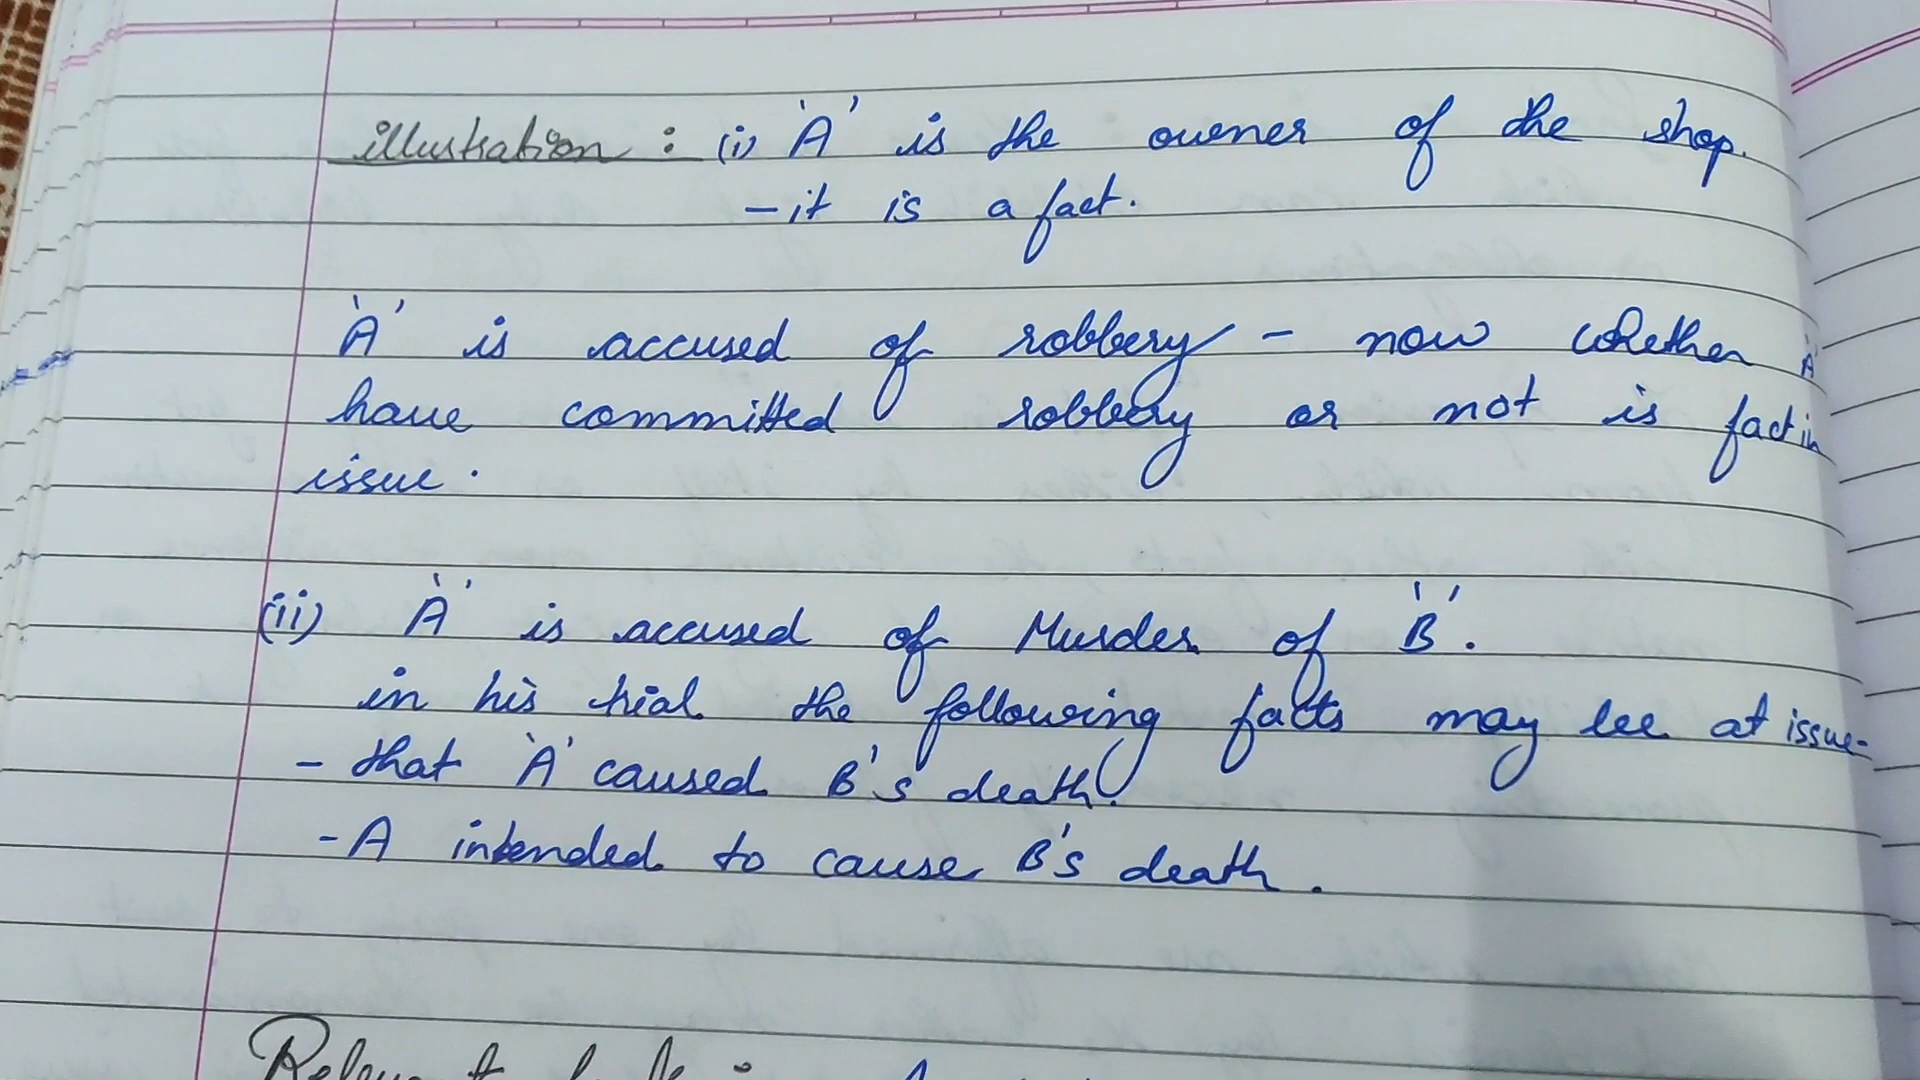 illustration : (i) 'A' is the owner of the shop.
- it is a fact.
'A' is accused of robbery - now whether 'A'
have committed robbery or not is fact in
issue.
(ii) 'A' is accused of Murder of 'B'.
in his trial the following facts may be at issue-
- that 'A' caused B's death.
- A intended to cause B's death.
Relevant